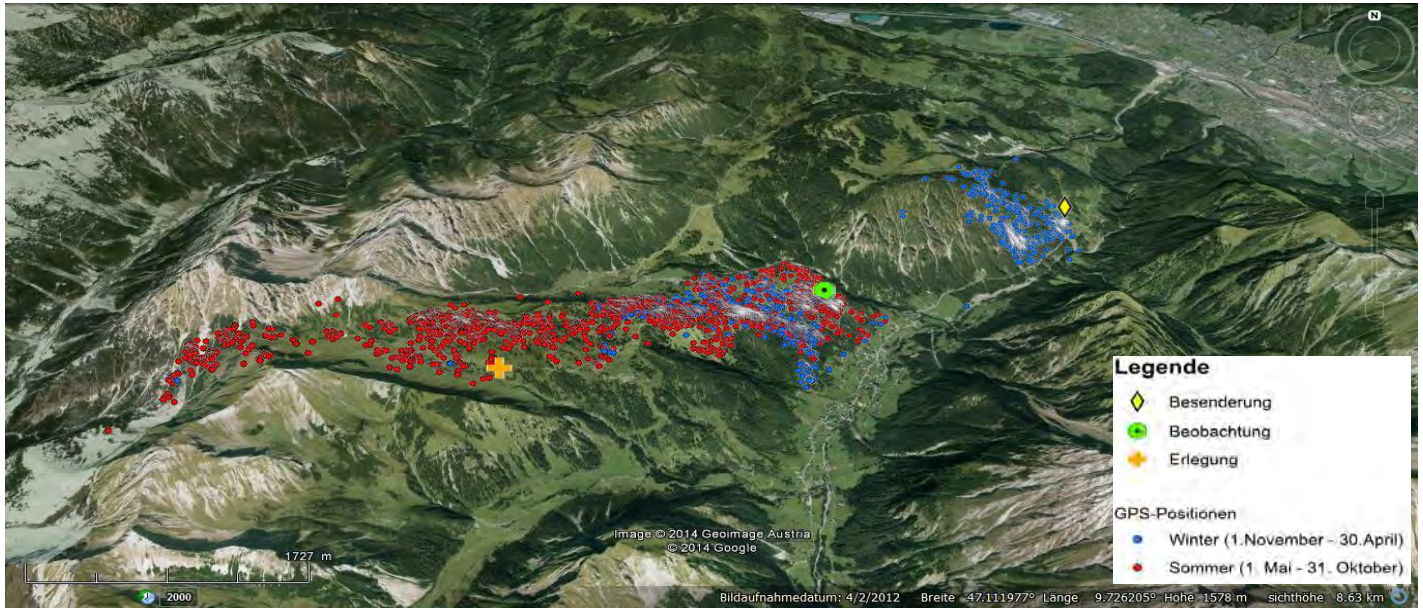 N
Legende
Besenderung
Beobachtung
Erlegung
GPS-Positionen
Winter (1.November - 30.April)
Sommer (1. Mai - 31. Oktober)
Image © 2014 Geoimage Austria
© 2014 Google
1727 m
2000
Bildaufnahmedatum: 4/2/2012 Breite 47.111977° Länge 9.726205° Höhe 1578 m sichthöhe 8.63 km